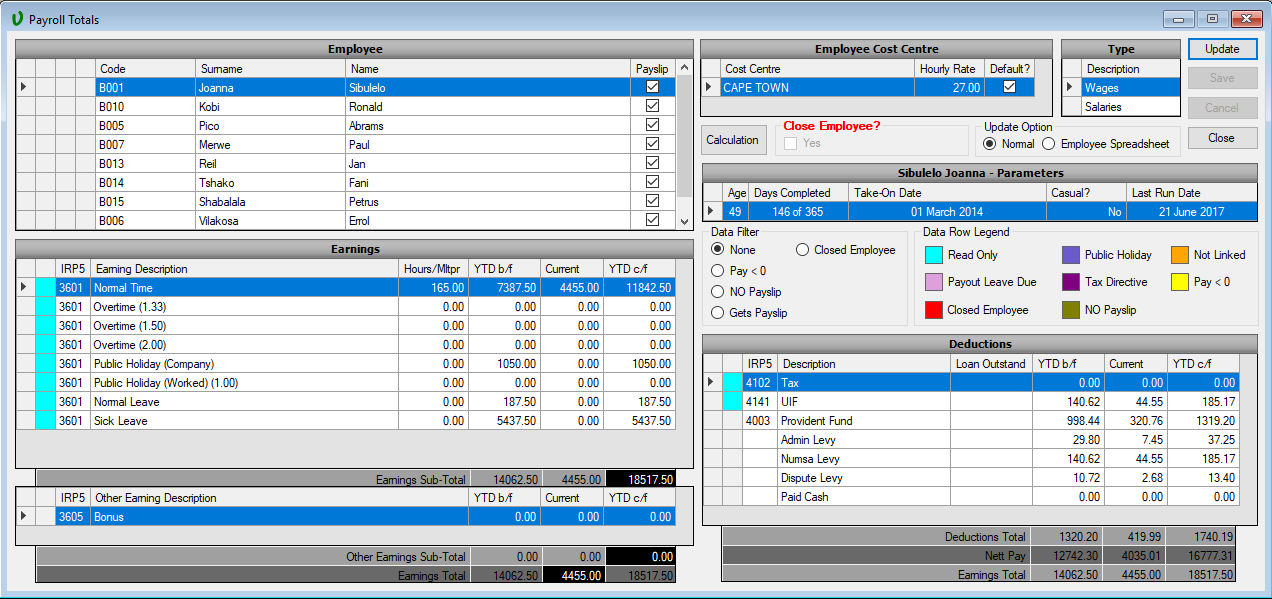 Payroll Totals
Employee
Code Surname Name Payslip
B001 Joanna Sibulelo
B010 Kobi Ronald
B005 Pico Abrams
B007 Merwe Paul
B013 Reil Jan
B014 Tshako Fani
B015 Shabalala Petrus
B006 Vilakosa Errol
Employee Cost Centre
Cost Centre Hourly Rate Default?
CAPE TOWN 27.00
Type
Description
Wages
Salaries
Update
Save
Cancel
Close
Calculation
Close Employee?
Yes
Update Option
Normal Employee Spreadsheet
Sibulelo Joanna - Parameters
Age Days Completed Take-On Date Casual? Last Run Date
49 146 of 365 01 March 2014 No 21 June 2017
Data Filter
None Closed Employee
Pay < 0
NO Payslip
Gets Payslip
Data Row Legend
Read Only Public Holiday Not Linked
Payout Leave Due Tax Directive Pay < 0
Closed Employee NO Payslip
Earnings
IRP5 Earning Description Hours/Mltpr YTD b/f Current YTD c/f
3601 Normal Time 165.00 7387.50 4455.00 11842.50
3601 Overtime (1.33) 0.00 0.00 0.00 0.00
3601 Overtime (1.50) 0.00 0.00 0.00 0.00
3601 Overtime (2.00) 0.00 0.00 0.00 0.00
3601 Public Holiday (Company) 0.00 1050.00 0.00 1050.00
3601 Public Holiday (Worked) (1.00) 0.00 0.00 0.00 0.00
3601 Normal Leave 0.00 187.50 0.00 187.50
3601 Sick Leave 0.00 5437.50 0.00 5437.50
Earnings Sub-Total 14062.50 4455.00 18517.50
IRP5 Other Earning Description YTD b/f Current YTD c/f
3605 Bonus 0.00 0.00 0.00
Other Earnings Sub-Total 0.00 0.00 0.00
Earnings Total 14062.50 4455.00 18517.50
Deductions
IRP5 Description Loan Outstand YTD b/f Current YTD c/f
4102 Tax 0.00 0.00 0.00
4141 UIF 140.62 44.55 185.17
4003 Provident Fund 998.44 320.76 1319.20
Admin Levy 29.80 7.45 37.25
Numsa Levy 140.62 44.55 185.17
Dispute Levy 10.72 2.68 13.40
Paid Cash 0.00 0.00 0.00
Deductions Total 1320.20 419.99 1740.19
Nett Pay 12742.30 4035.01 16777.31
Earnings Total 14062.50 4455.00 18517.50